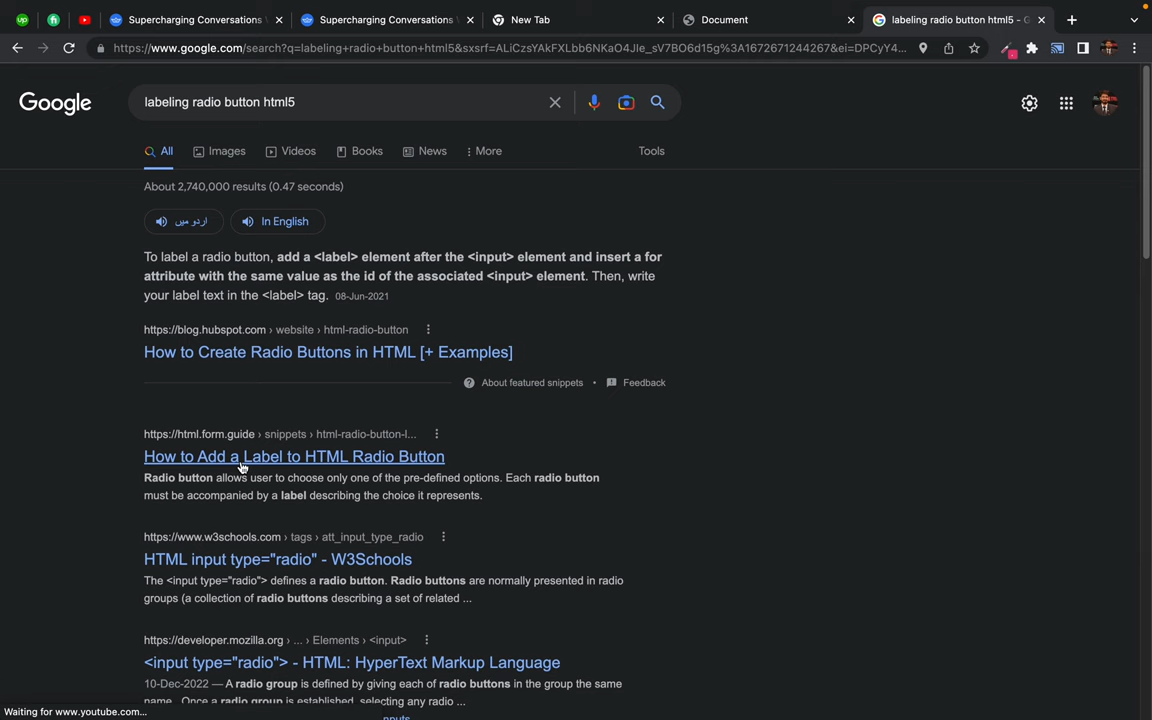 Supercharging Conversations
Supercharging Conversations
New Tab
Document
labeling radio button html5 - G
https://www.google.com/search?q=labeling+radio+button+html5&sxsrf=ALiCzsYAkFXLbb6NKaO4JIe_sV7BO6d15g%3A1672671244267&ei=DPCyY4...
Google
labeling radio button html5
All
Images
Videos
Books
News
More
Tools
About 2,740,000 results (0.47 seconds)
اردو میں
In English
To label a radio button, add a <label> element after the <input> element and insert a for
attribute with the same value as the id of the associated <input> element. Then, write
your label text in the <label> tag. 08-Jun-2021
https://blog.hubspot.com › website › html-radio-button
How to Create Radio Buttons in HTML [+ Examples]
About featured snippets • Feedback
https://html.form.guide › snippets › html-radio-button-l...
How to Add a Label to HTML Radio Button
Radio button allows user to choose only one of the pre-defined options. Each radio button
must be accompanied by a label describing the choice it represents.
https://www.w3schools.com › tags › att_input_type_radio
HTML input type="radio" - W3Schools
The <input type="radio"> defines a radio button. Radio buttons are normally presented in radio
groups (a collection of radio buttons describing a set of related ...
https://developer.mozilla.org › ... › Elements › <input>
<input type="radio"> - HTML: HyperText Markup Language
10-Dec-2022 — A radio group is defined by giving each of radio buttons in the group the same
name. Once a radio group is established, selecting any radio ...
Waiting for www.youtube.com...